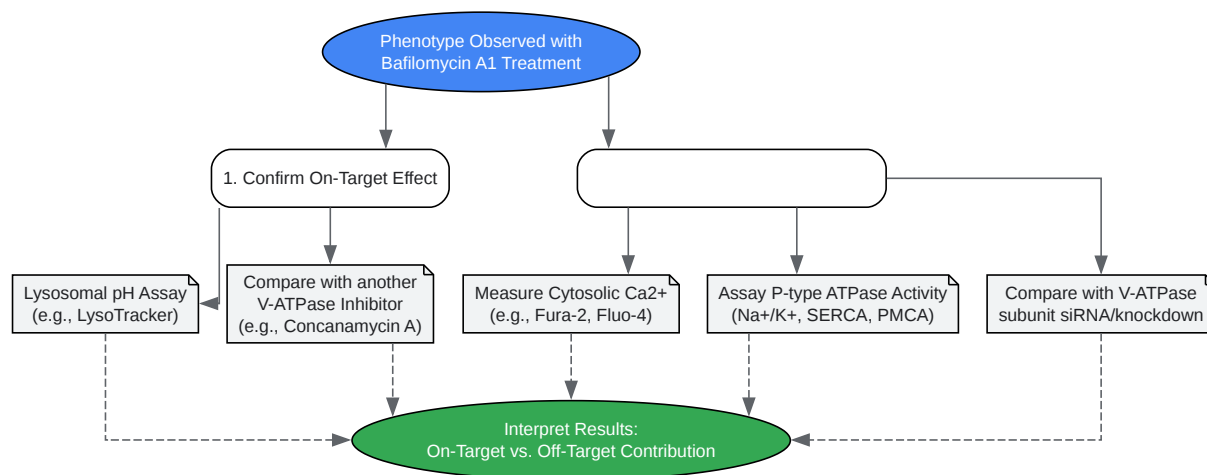 Phenotype Observed with
Bafilomycin A1 Treatment
1. Confirm On-Target Effect
Lysosomal pH Assay
(e.g., LysoTracker)
Compare with another
V-ATPase Inhibitor
(e.g., Concanamycin A)
Measure Cytosolic Ca2+
(e.g., Fura-2, Fluo-4)
Assay P-type ATPase Activity
(Na+/K+, SERCA, PMCA)
Compare with V-ATPase
subunit siRNA/knockdown
Interpret Results:
On-Target vs. Off-Target Contribution